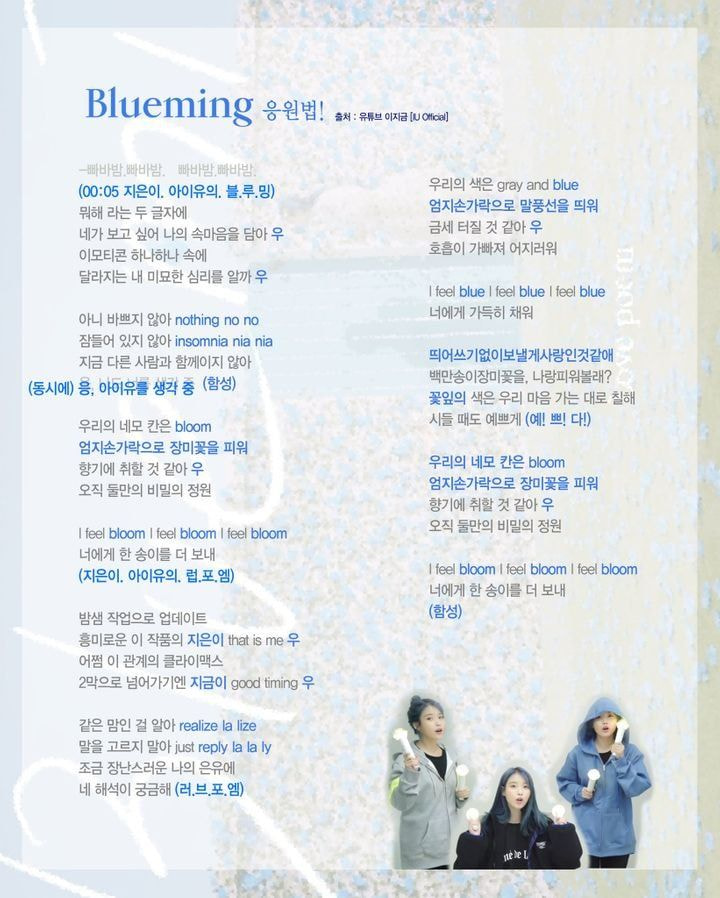 Blueming 응원법! 출처 : 유튜브 이지금 [IU Official]
-빠바밤.빠바밤. 빠바밤.빠바밤.
(00:05 지은이. 아이유의. 블.루.밍)
뭐해 라는 두 글자에
네가 보고 싶어 나의 속마음을 담아 우
이모티콘 하나하나 속에
달라지는 내 미묘한 심리를 알까 우
아니 바쁘지 않아 nothing no no
잠들어 있지 않아 insomnia nia nia
지금 다른 사람과 함께이지 않아
(함성)
(동시에) 응, 아이유를 생각 중
우리의 네모 칸은 bloom
엄지손가락으로 장미꽃을 피워
향기에 취할 것 같아 우
오직 둘만의 비밀의 정원
I feel bloom I feel bloom I feel bloom
너에게 한 송이를 더 보내
(지은이. 아이유의. 럽.포.엠)
밤샘 작업으로 업데이트
흥미로운 이 작품의 지은이 that is me 우
어쩜 이 관계의 클라이맥스
2막으로 넘어가기엔 지금이 good timing 우
같은 맘인 걸 알아 realize la lize
말을 고르지 말아 just reply la la ly
조금 장난스러운 나의 은유에
네 해석이 궁금해 (러.브.포.엠)
우리의 색은 gray and blue
엄지손가락으로 말풍선을 띄워
금세 터질 것 같아 우
호흡이 가빠져 어지러워
I feel blue I feel blue I feel blue
너에게 가득히 채워
띄어쓰기없이보낼게사랑인것같애
백만송이장미꽃을, 나랑피워볼래?
꽃잎의 색은 우리 마음 가는 대로 칠해
시들 때도 예쁘게 (예! 쁘! 다!)
우리의 네모 칸은 bloom
엄지손가락으로 장미꽃을 피워
향기에 취할 것 같아 우
오직 둘만의 비밀의 정원
I feel bloom I feel bloom I feel bloom
너에게 한 송이를 더 보내
(함성)
love poem